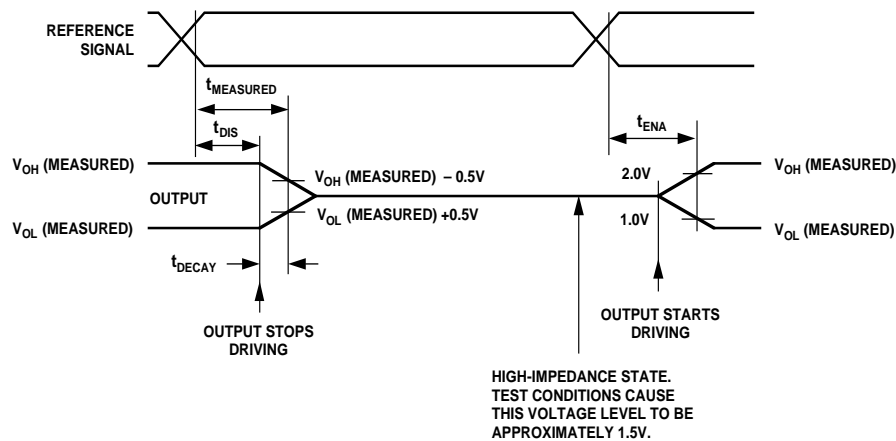 REFERENCE
SIGNAL
tMEASURED
tDIS
tENA
VOH (MEASURED)
VOH (MEASURED) – 0.5V
2.0V
VOH (MEASURED)
OUTPUT
VOL (MEASURED) +0.5V
1.0V
VOL (MEASURED)
VOL (MEASURED)
tDECAY
OUTPUT STOPS
DRIVING
OUTPUT STARTS
DRIVING
HIGH-IMPEDANCE STATE.
TEST CONDITIONS CAUSE
THIS VOLTAGE LEVEL TO BE
APPROXIMATELY 1.5V.